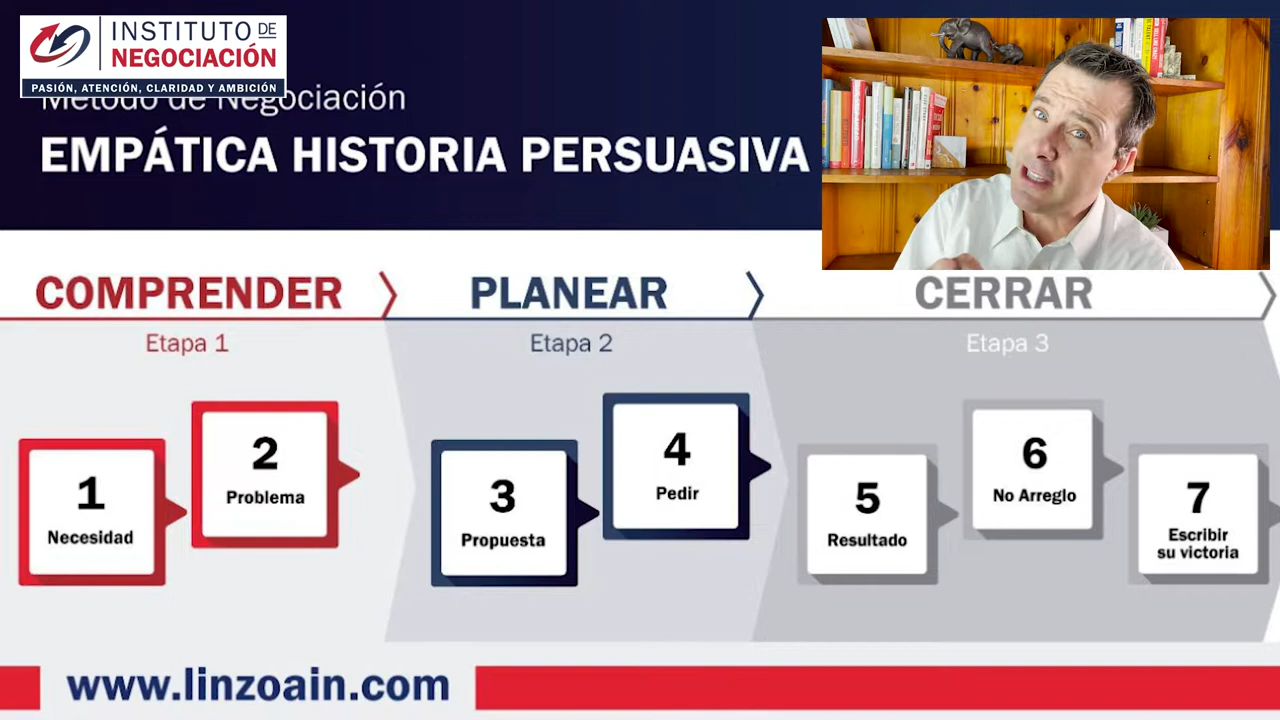 INSTITUTO DE
NEGOCIACIÓN
PASIÓN, ATENCIÓN, CLARIDAD Y AMBICIÓN
Método de Negociación
EMPÁTICA HISTORIA PERSUASIVA
COMPRENDER
PLANEAR
CERRAR
Etapa 1
Etapa 2
Etapa 3
1
Necesidad
2
Problema
3
Propuesta
4
Pedir
5
Resultado
6
No Arreglo
7
Escribir
su victoria
www.linzoain.com